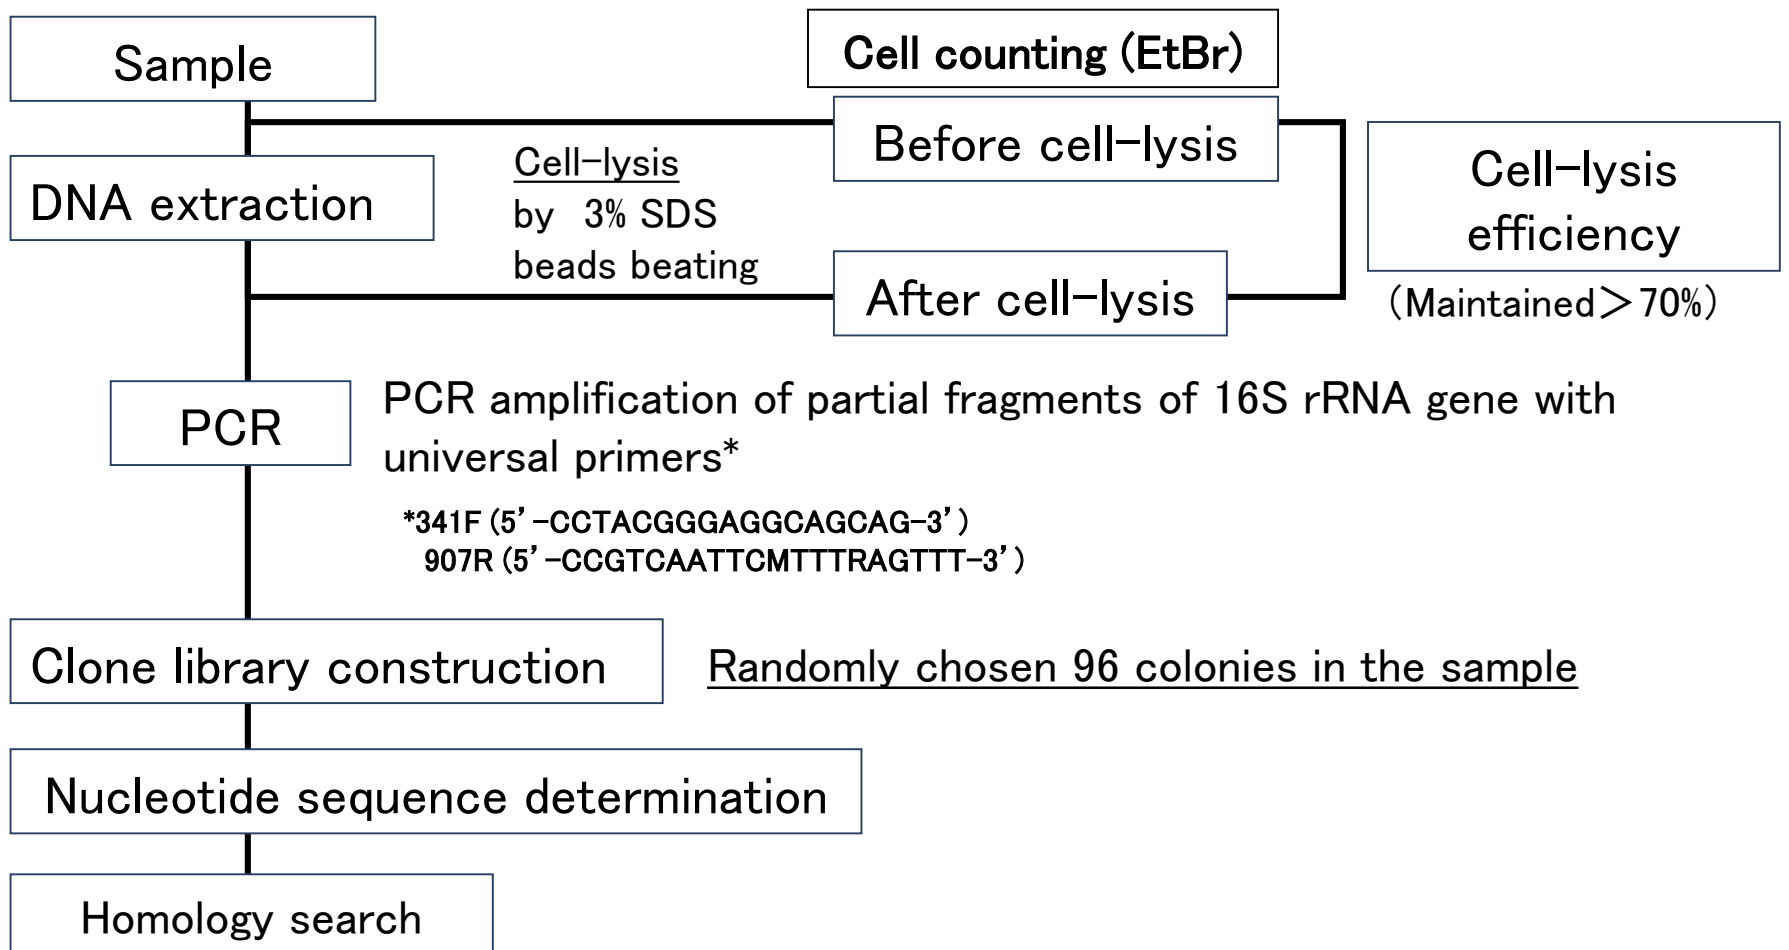 Sample
Cell counting (EtBr)
Before cell-lysis
Cell-lysis
efficiency
(Maintained＞70%)
DNA extraction
Cell-lysis
by 3% SDS
beads beating
After cell-lysis
PCR
PCR amplification of partial fragments of 16S rRNA gene with
universal primers*
*341F (5’-CCTACGGGAGGCAGCAG-3’)
907R (5’-CCGTCAATTCMTTTRAGTTT-3’)
Clone library construction
Randomly chosen 96 colonies in the sample
Nucleotide sequence determination
Homology search